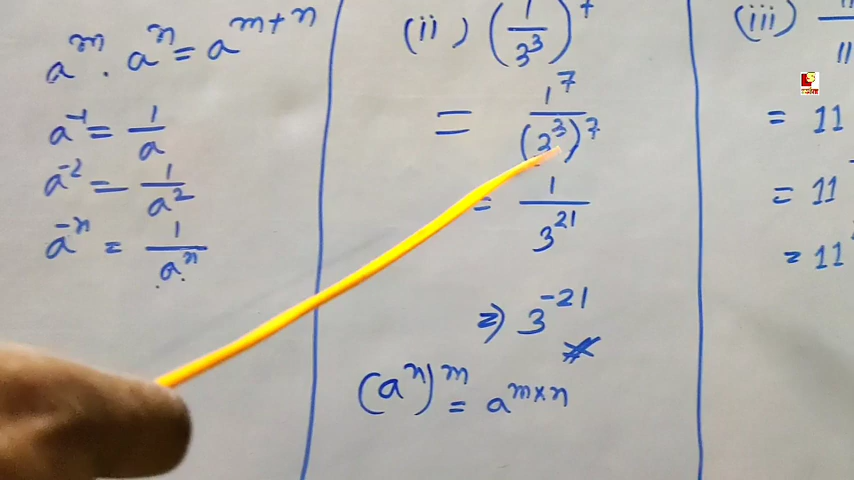 a^m . a^n = a^(m+n)
a^-1 = 1/a
a^-2 = 1/a^2
a^-n = 1/a^n
(ii) (1/3^3)^7
= 1^7/(3^3)^7
= 1/3^21
=) 3^-21
(a^n)^m = a^(m×n)
(iii) 11
= 11
= 11
= 11